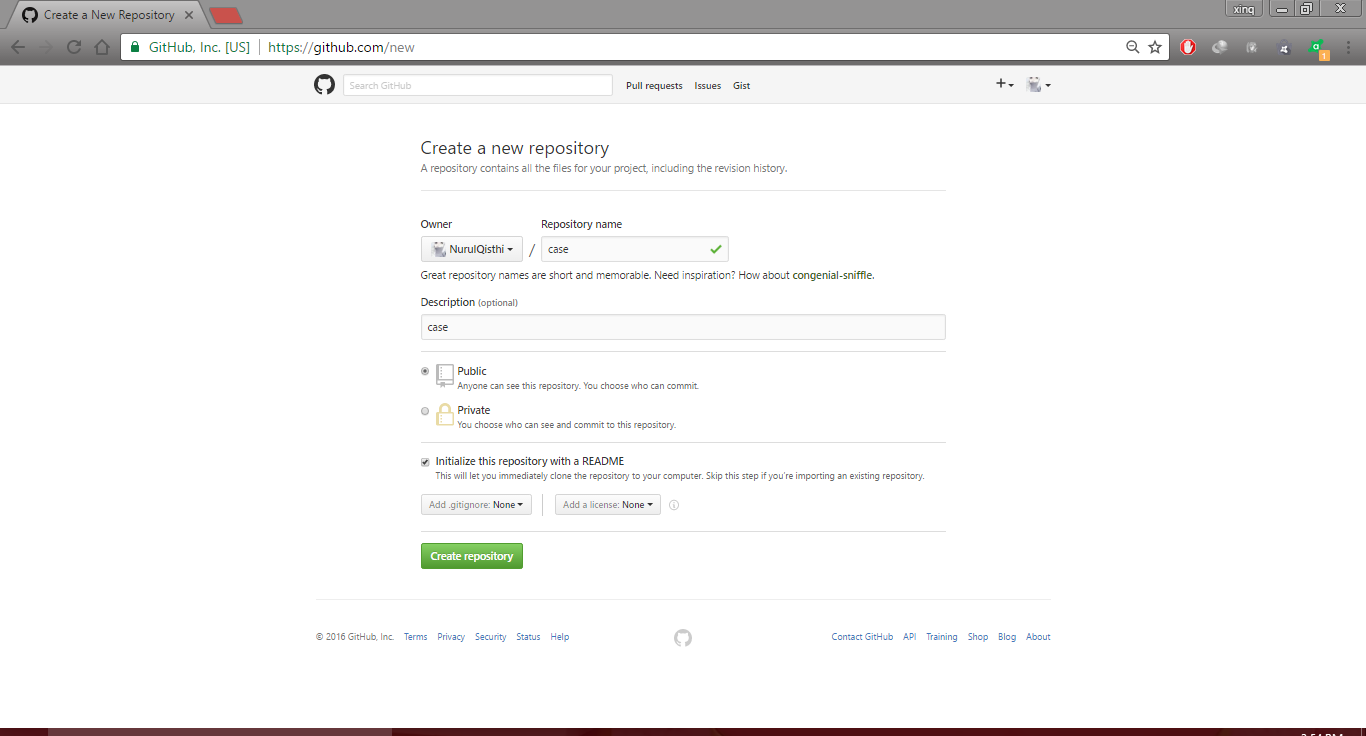 Create a New Repository
xinq
GitHub, Inc. [US] https://github.com/new
Search GitHub Pull requests Issues Gist
Create a new repository
A repository contains all the files for your project, including the revision history.
Owner Repository name
NurulQisthi / case
Great repository names are short and memorable. Need inspiration? How about congenial-sniffle.
Description (optional)
case
Public
Anyone can see this repository. You choose who can commit.
Private
You choose who can see and commit to this repository.
Initialize this repository with a README
This will let you immediately clone the repository to your computer. Skip this step if you're importing an existing repository.
Add .gitignore: None Add a license: None
Create repository
© 2016 GitHub, Inc. Terms Privacy Security Status Help Contact GitHub API Training Shop Blog About